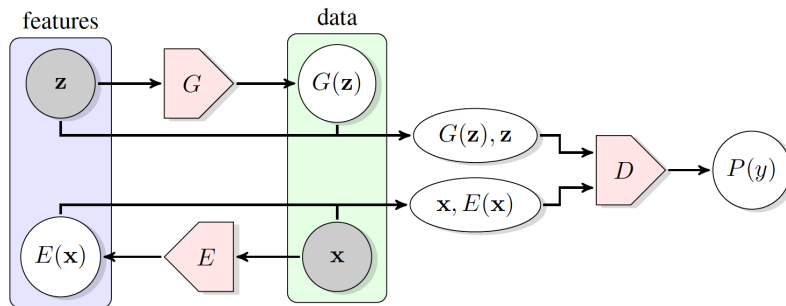 features
data
z
G
G(z)
G(z), z
D
P(y)
x, E(x)
E(x)
E
x